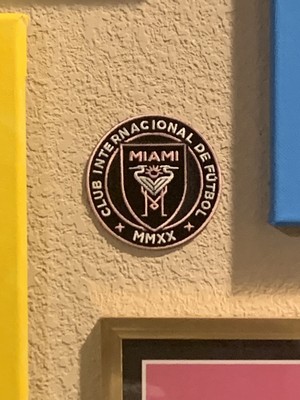 CLUB INTERNACIONAL DE FÚTBOL
MIAMI
MMXX